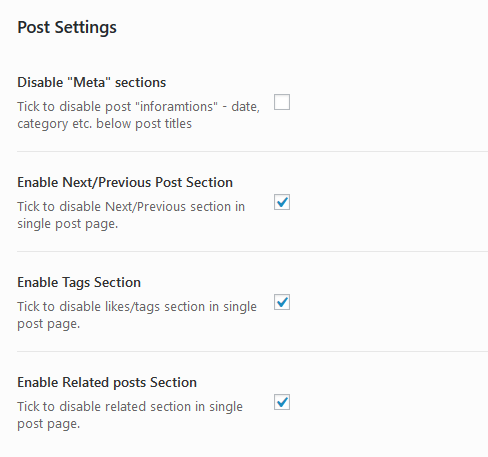 Post Settings
Disable "Meta" sections
Tick to disable post "inforamtions" - date,
category etc. below post titles
Enable Next/Previous Post Section
Tick to disable Next/Previous section in
single post page.
Enable Tags Section
Tick to disable likes/tags section in single
post page.
Enable Related posts Section
Tick to disable related section in single
post page.